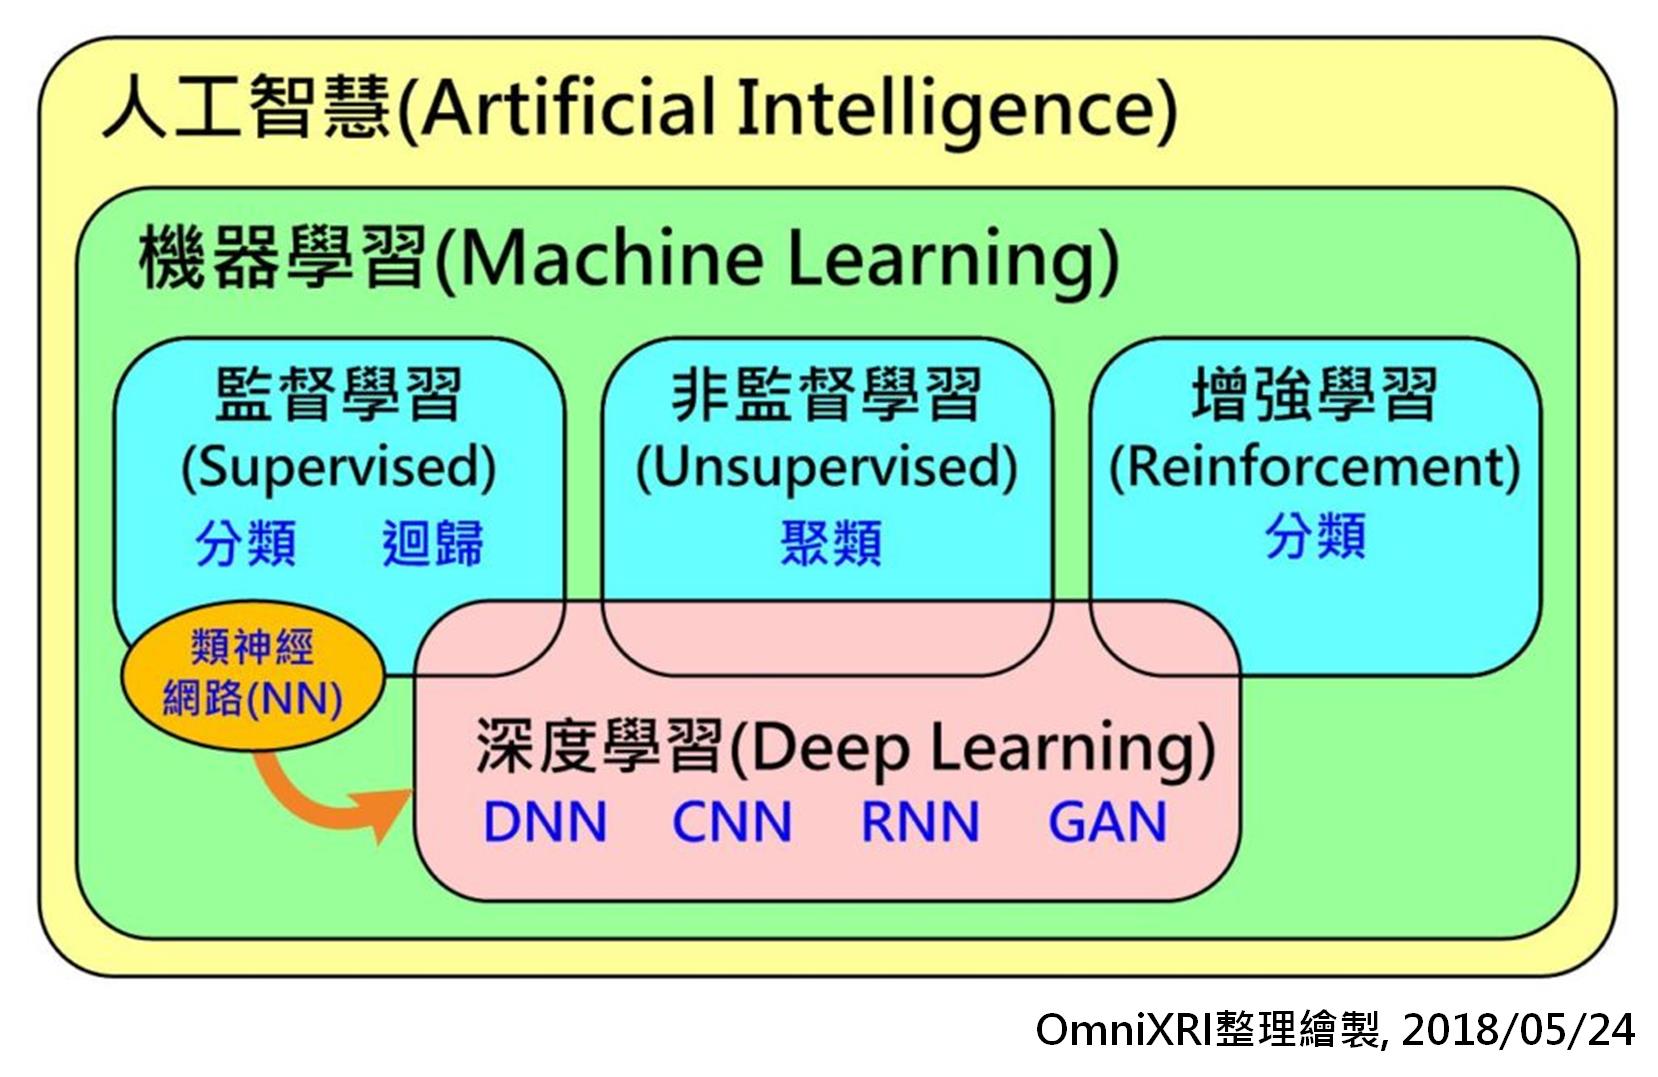 人工智慧(Artificial Intelligence)
機器學習(Machine Learning)
監督學習
(Supervised)
分類 迴歸
非監督學習
(Unsupervised)
聚類
增強學習
(Reinforcement)
分類
類神經
網路(NN)
深度學習(Deep Learning)
DNN CNN RNN GAN
OmniXRI整理繪製, 2018/05/24